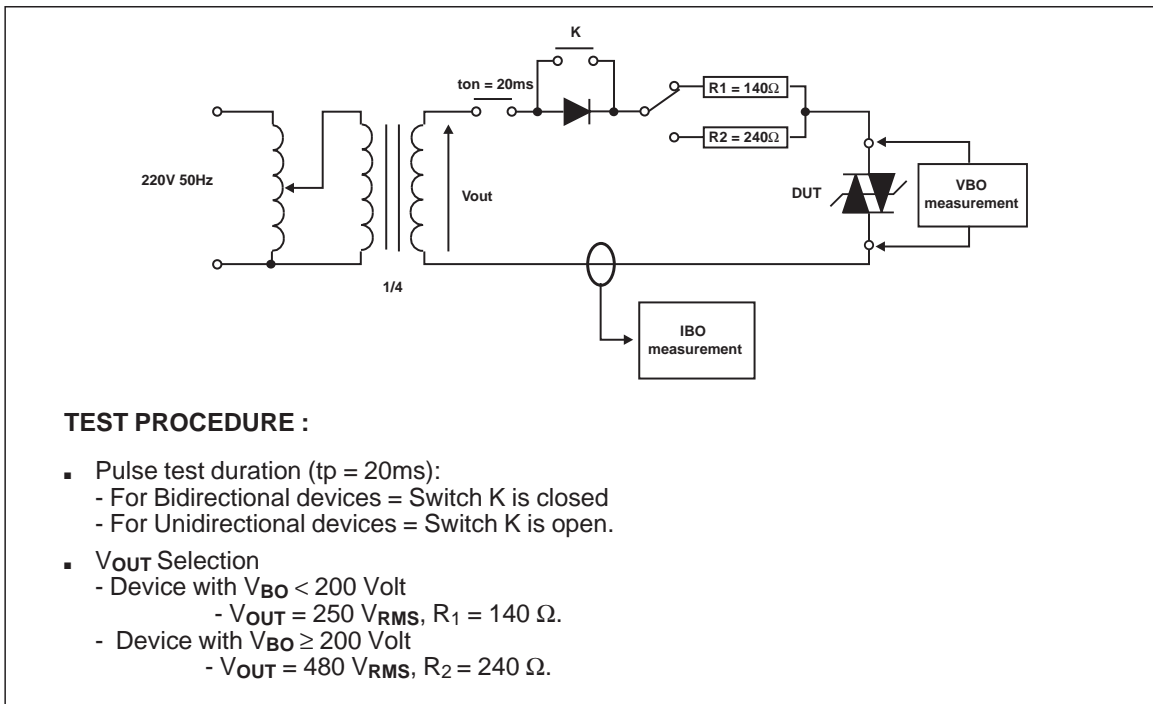 K
ton = 20ms
R1 = 140Ω
R2 = 240Ω
220V 50Hz
Vout
DUT
VBO
measurement
1/4
IBO
measurement
TEST PROCEDURE :
▪ Pulse test duration (tp = 20ms):
- For Bidirectional devices = Switch K is closed
- For Unidirectional devices = Switch K is open.
▪ VOUT Selection
- Device with VBO < 200 Volt
- VOUT = 250 VRMS, R1 = 140 Ω.
- Device with VBO ≥ 200 Volt
- VOUT = 480 VRMS, R2 = 240 Ω.